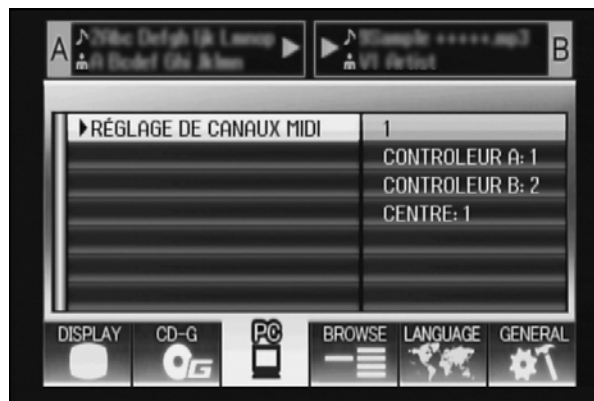 A
B
RÉGLAGE DE CANAUX MIDI
1
CONTROLEUR A: 1
CONTROLEUR B: 2
CENTRE: 1
DISPLAY
CD-G
G
PC
BROWSE
LANGUAGE
GENERAL